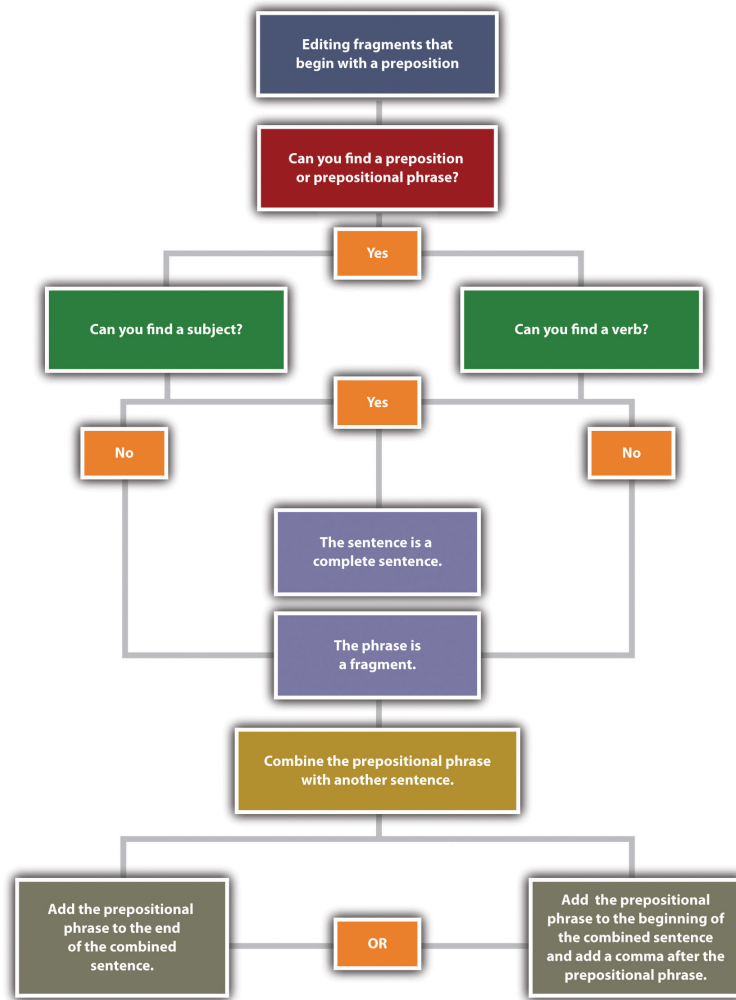 Editing fragments that
begin with a preposition
Can you find a preposition
or prepositional phrase?
Yes
Can you find a subject?
Can you find a verb?
Yes
No
No
The sentence is a
complete sentence.
The phrase is
a fragment.
Combine the prepositional phrase
with another sentence.
Add the prepositional
phrase to the end
of the combined
sentence.
OR
Add the prepositional
phrase to the beginning of
the combined sentence
and add a comma after the
prepositional phrase.